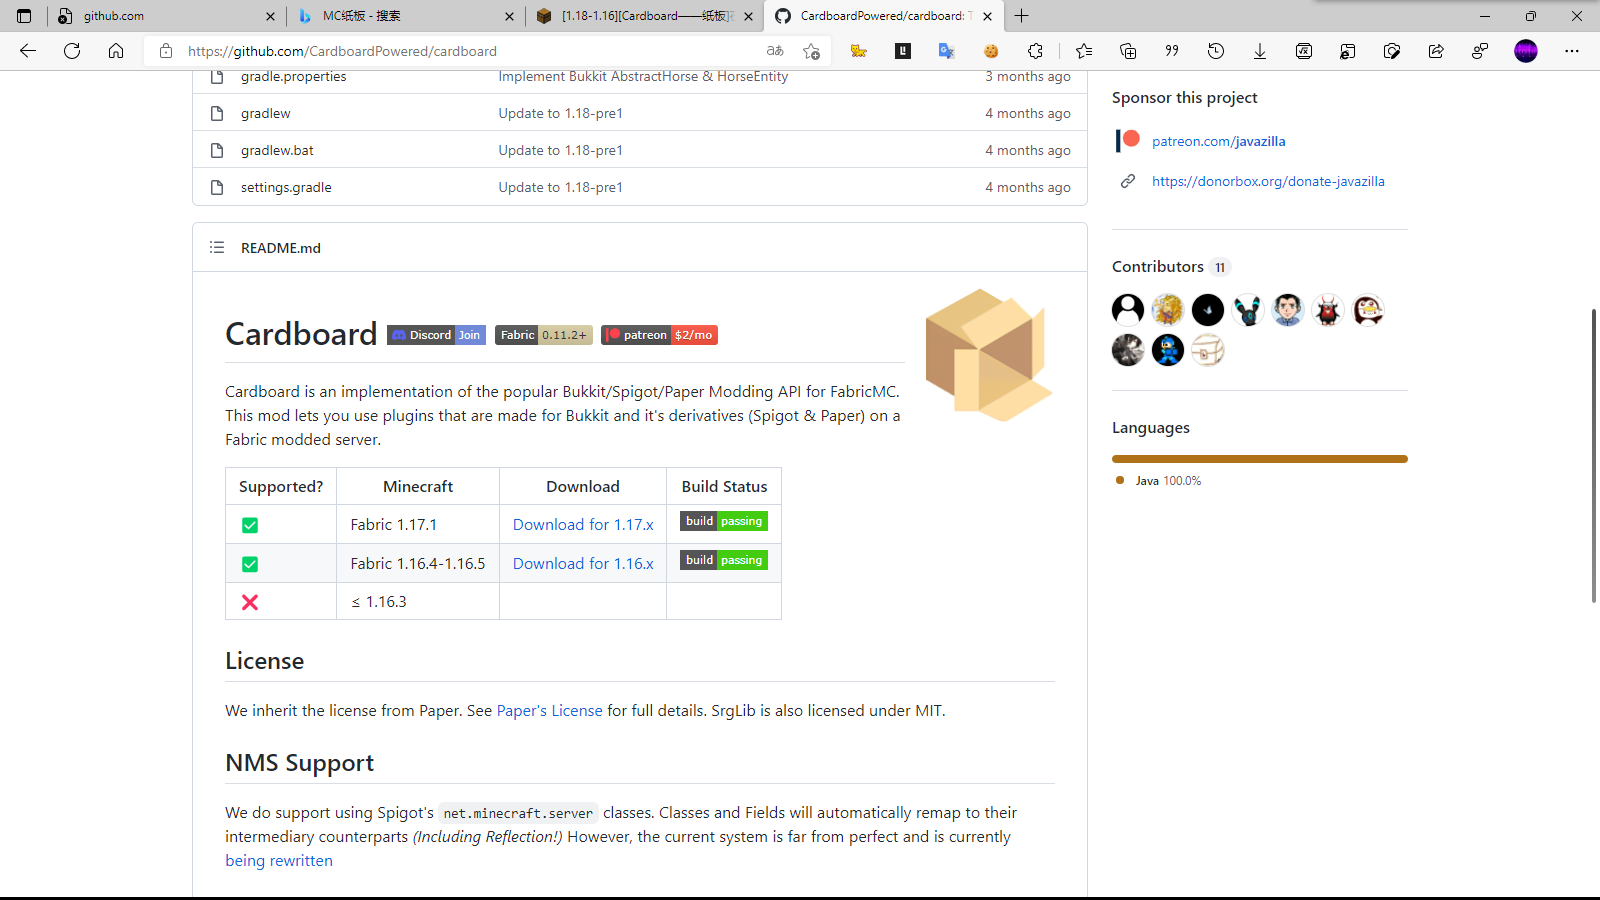 github.com
MC纸板 - 搜索
[1.18-1.16][Cardboard——纸板]
CardboardPowered/cardboard: T
https://github.com/CardboardPowered/cardboard
gradle.properties Implement Bukkit AbstractHorse & HorseEntity 3 months ago
gradlew Update to 1.18-pre1 4 months ago
gradlew.bat Update to 1.18-pre1 4 months ago
settings.gradle Update to 1.18-pre1 4 months ago
README.md
Cardboard Discord Join Fabric 0.11.2+ patreon $2/mo
Cardboard is an implementation of the popular Bukkit/Spigot/Paper Modding API for FabricMC.
This mod lets you use plugins that are made for Bukkit and it's derivatives (Spigot & Paper) on a
Fabric modded server.
Supported? Minecraft Download Build Status
Fabric 1.17.1 Download for 1.17.x build passing
Fabric 1.16.4-1.16.5 Download for 1.16.x build passing
≤ 1.16.3
License
We inherit the license from Paper. See Paper's License for full details. SrgLib is also licensed under MIT.
NMS Support
We do support using Spigot's net.minecraft.server classes. Classes and Fields will automatically remap to their
intermediary counterparts (Including Reflection!) However, the current system is far from perfect and is currently
being rewritten
Sponsor this project
patreon.com/javazilla
https://donorbox.org/donate-javazilla
Contributors 11
Languages
Java 100.0%